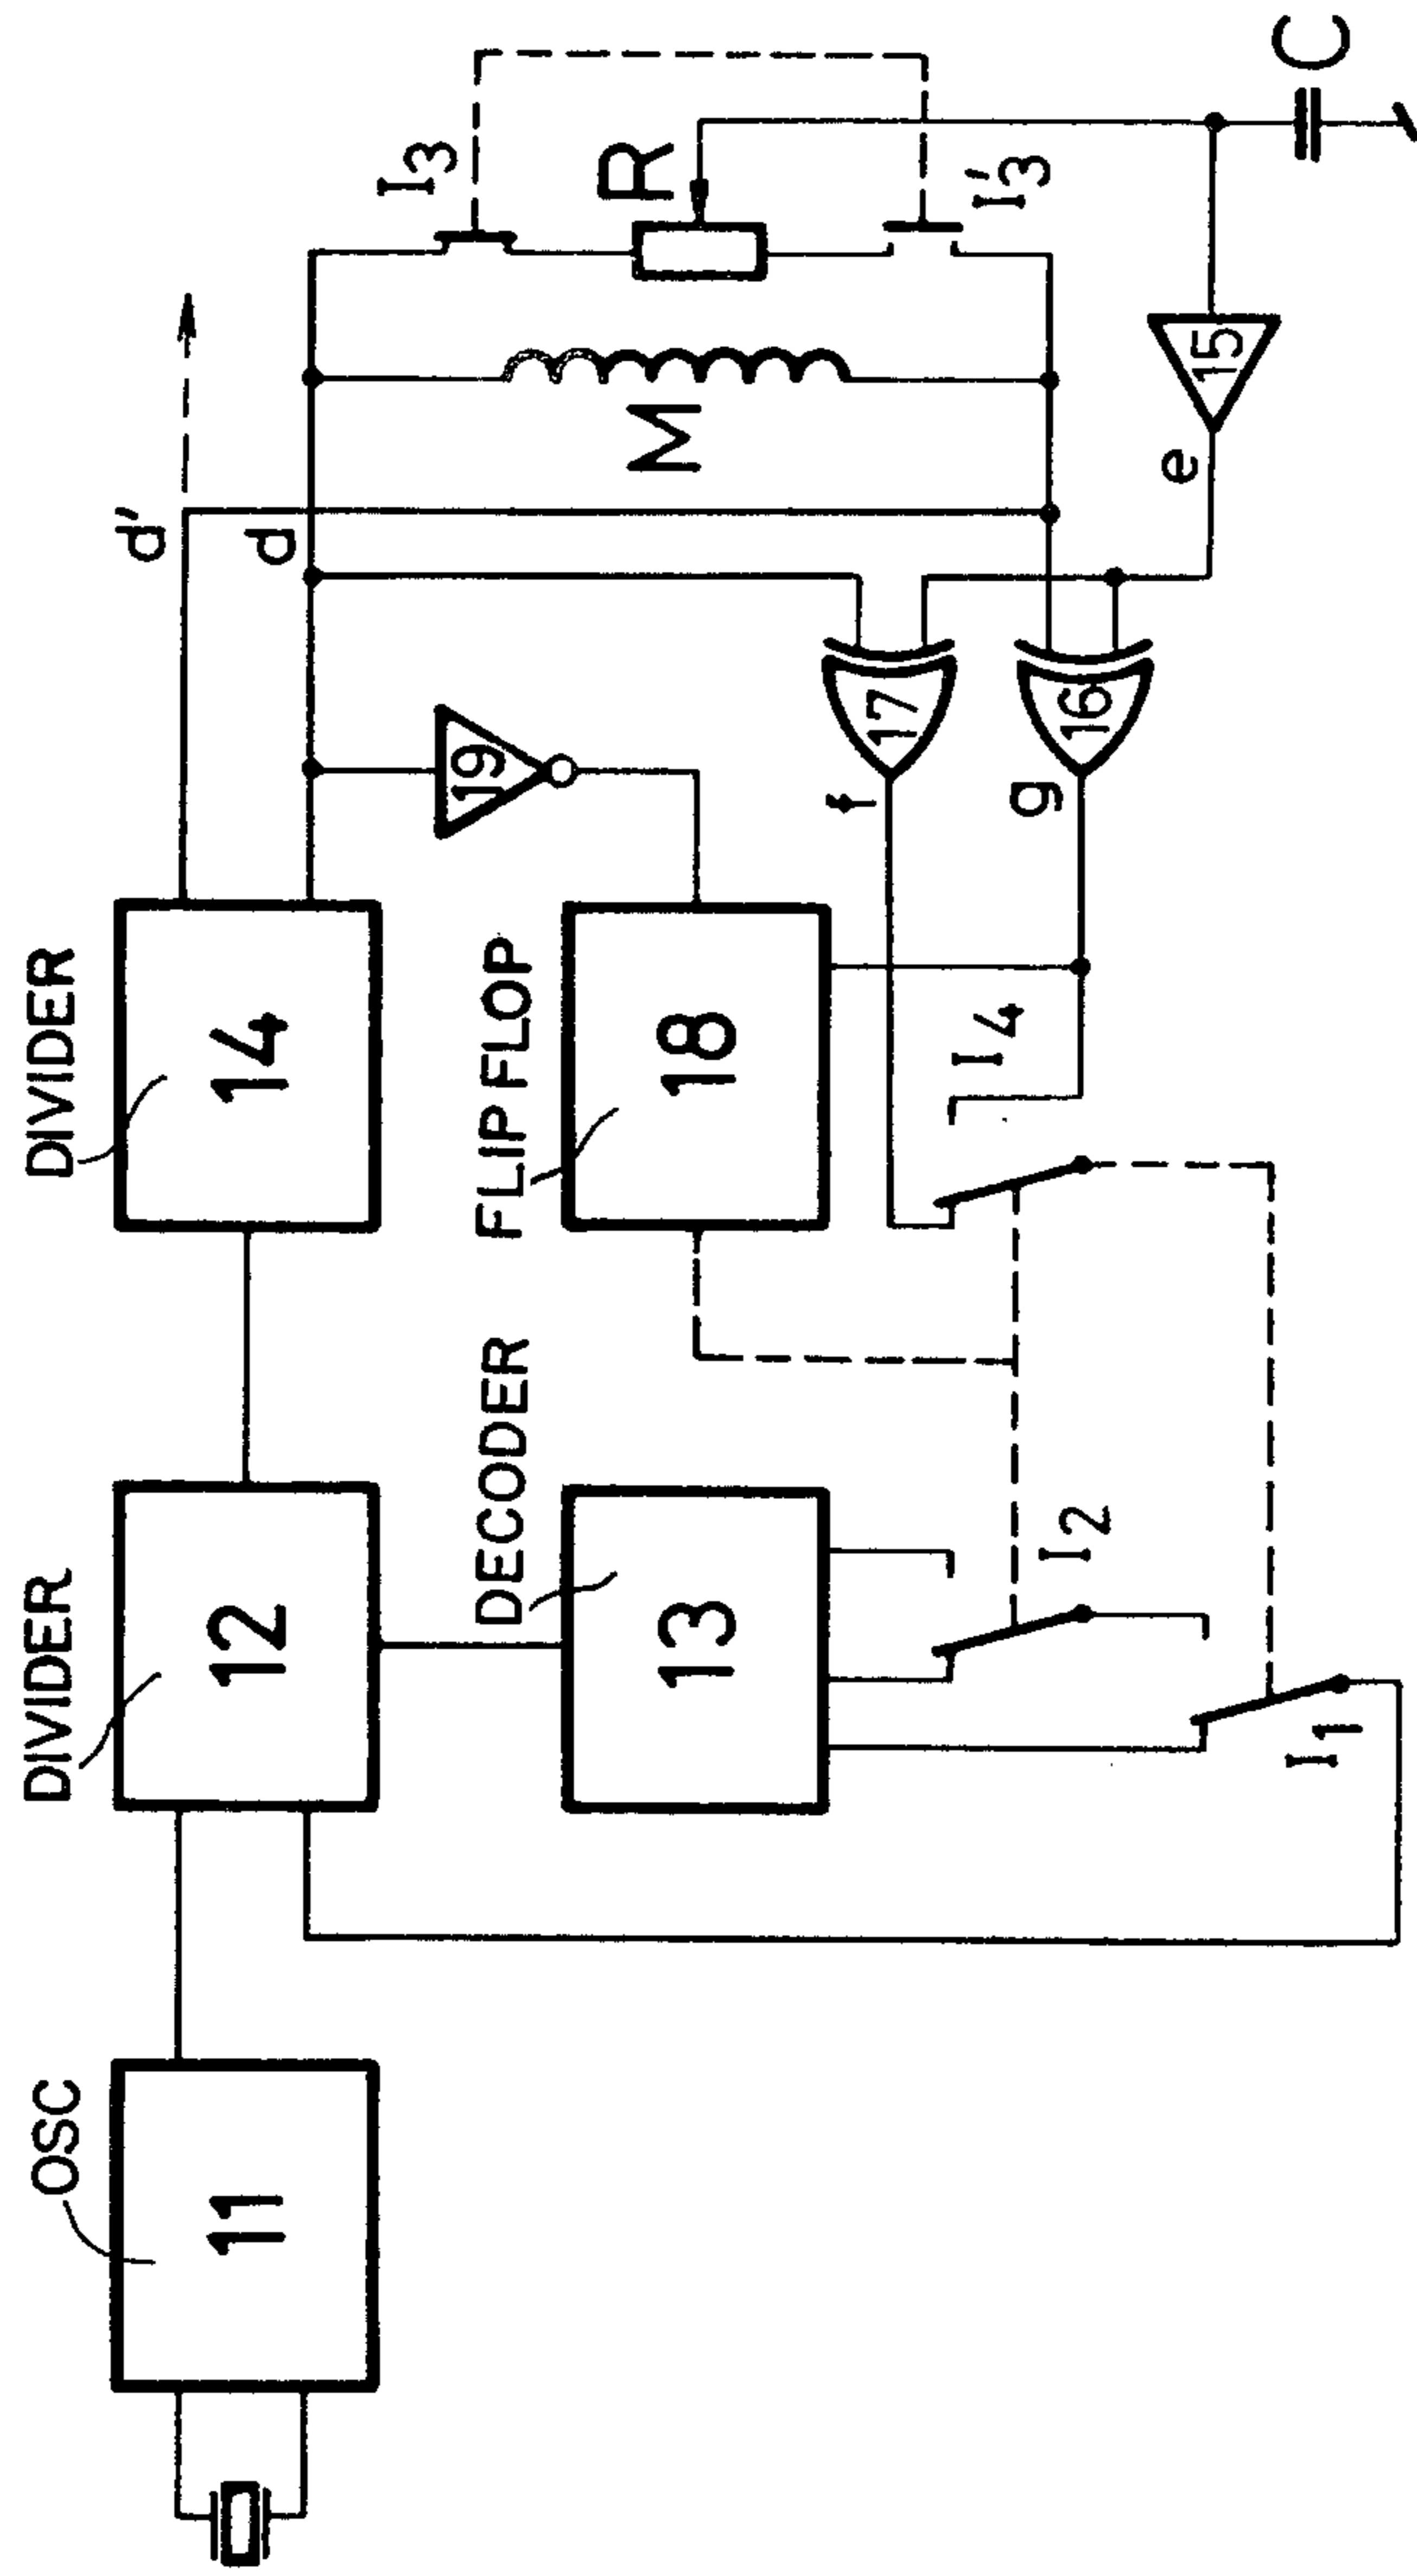 OSC
11
DIVIDER
12
DIVIDER
14
d'
d
DECODER
13
FLIP FLOP
18
19
M
I3
R
I'3
I2
I1
I4
f
g
17
16
e
15
C